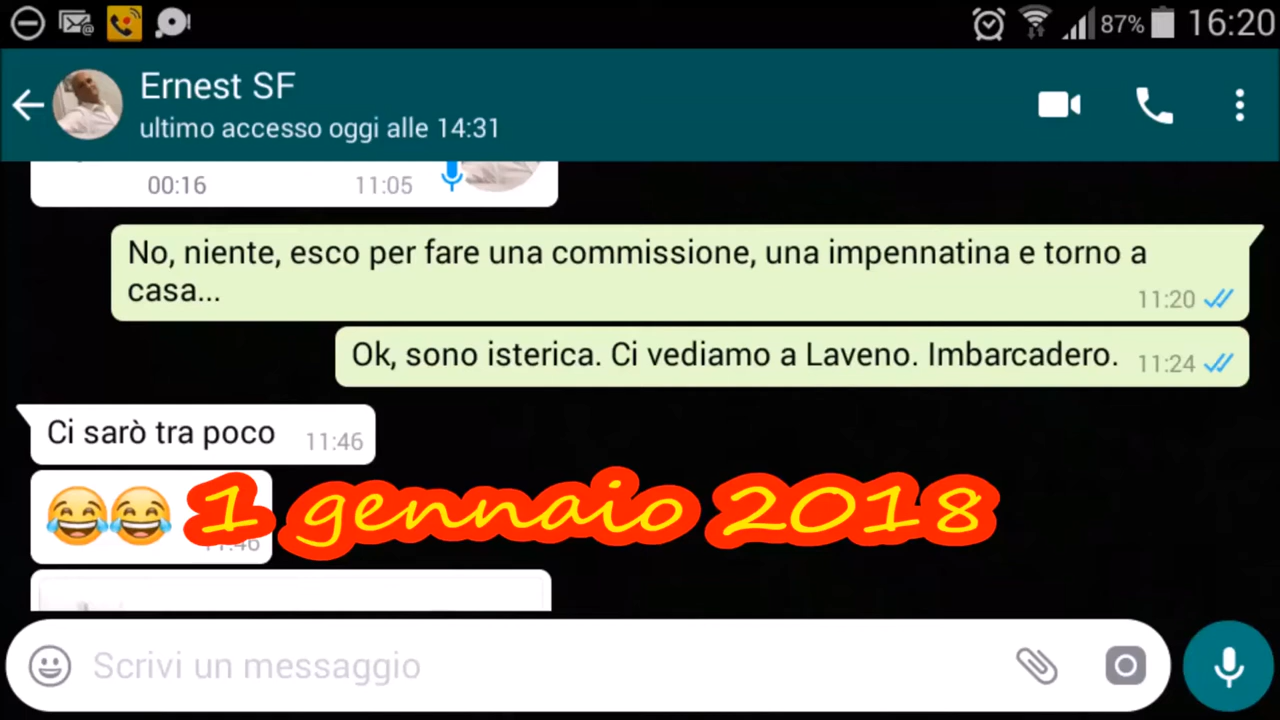 87% 16:20
Ernest SF
ultimo accesso oggi alle 14:31
00:16 11:05
No, niente, esco per fare una commissione, una impennatina e torno a
casa...
11:20
Ok, sono isterica. Ci vediamo a Laveno. Imbarcadero. 11:24
Ci sarò tra poco 11:46
1 gennaio 2018
11:46
Scrivi un messaggio